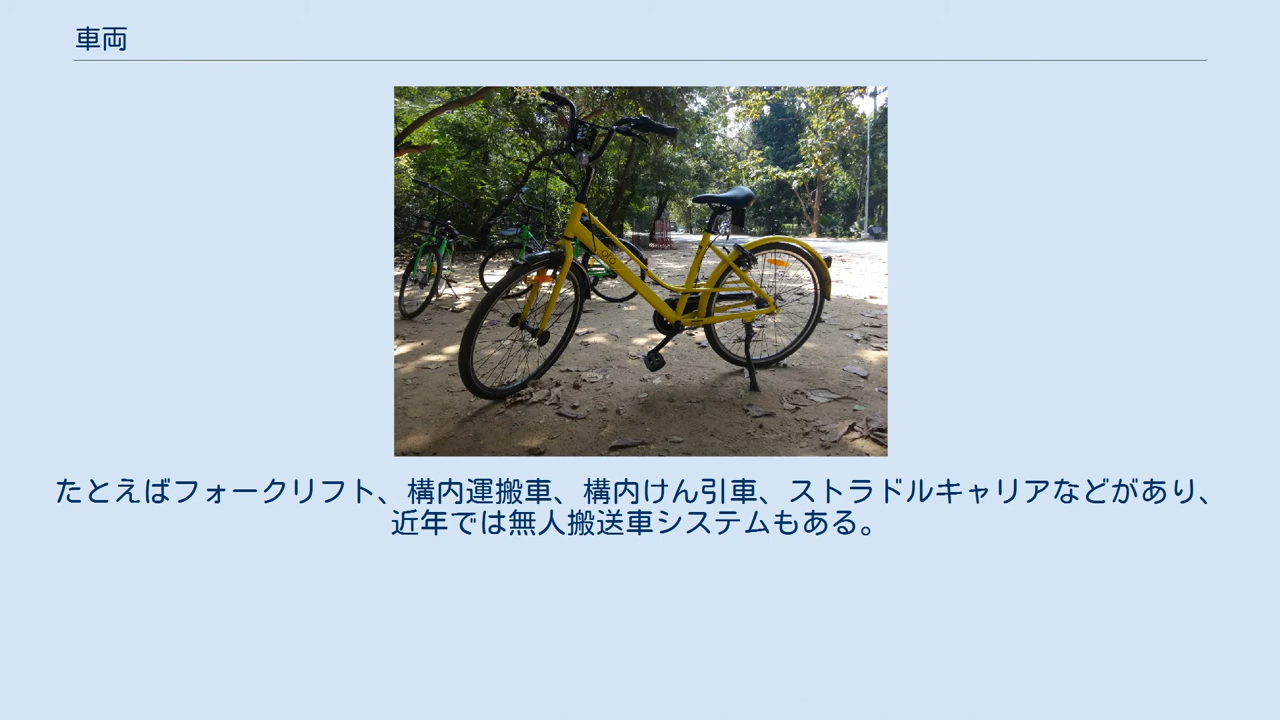 車両
たとえばフォークリフト、構内運搬車、構内けん引車、ストラドルキャリアなどがあり、
近年では無人搬送車システムもある。